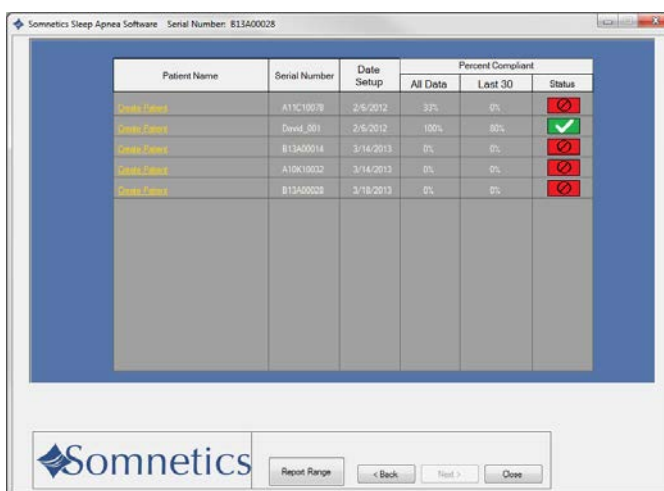 Somnetics Sleep Apnea Software Serial Number: B13A00028
Patient Name Serial Number Date Setup Percent Compliant
All Data Last 30 Status
Create Patient A11C10078 2/6/2012 33% 0%
Create Patient David_001 2/6/2012 100% 80%
Create Patient B13A00014 3/14/2013 0% 0%
Create Patient A10K10032 3/14/2013 0% 0%
Create Patient B13A00028 3/18/2013 0% 0%
Somnetics
Report Range < Back Next > Close